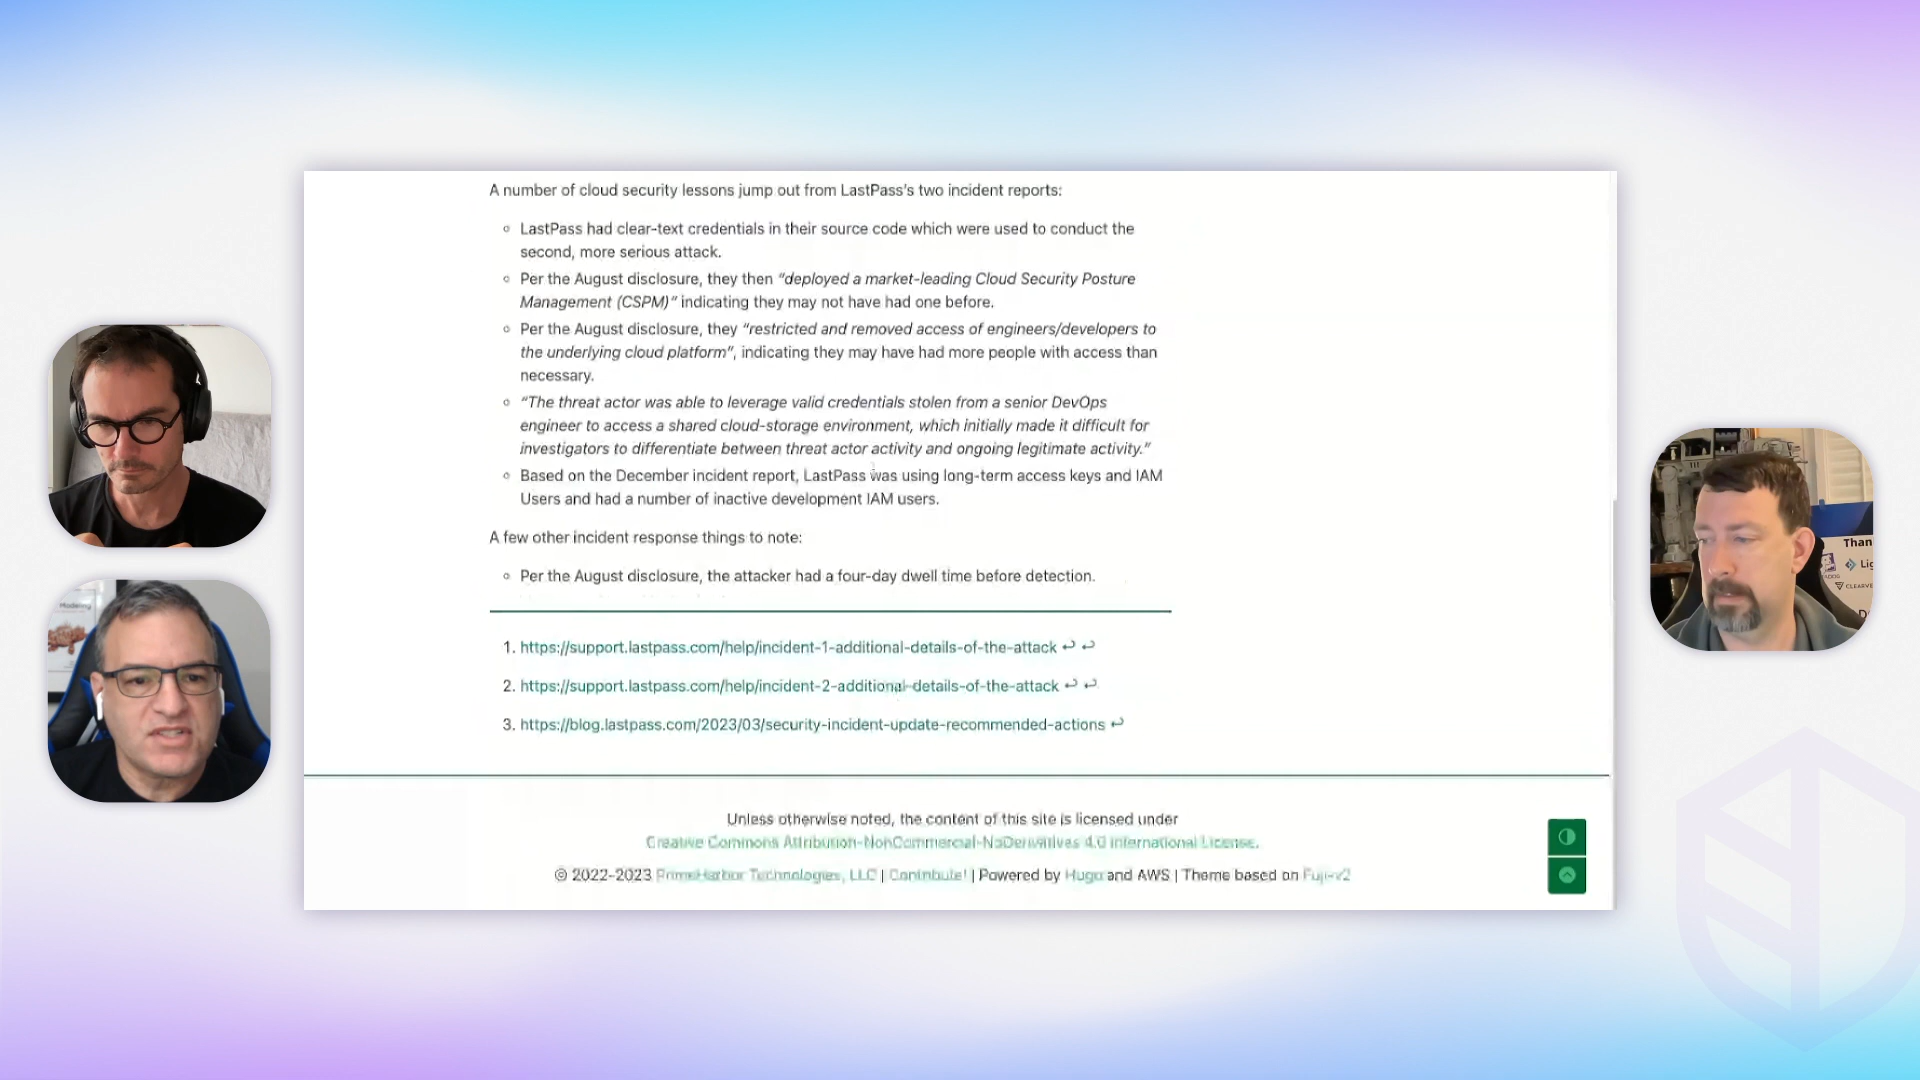 A number of cloud security lessons jump out from LastPass's two incident reports:
LastPass had clear-text credentials in their source code which were used to conduct the
second, more serious attack.
Per the August disclosure, they then "deployed a market-leading Cloud Security Posture
Management (CSPM)" indicating they may not have had one before.
Per the August disclosure, they "restricted and removed access of engineers/developers to
the underlying cloud platform", indicating they may have had more people with access than
necessary.
"The threat actor was able to leverage valid credentials stolen from a senior DevOps
engineer to access a shared cloud-storage environment, which initially made it difficult for
investigators to differentiate between threat actor activity and ongoing legitimate activity."
Based on the December incident report, LastPass was using long-term access keys and IAM
Users and had a number of inactive development IAM users.
A few other incident response things to note:
Per the August disclosure, the attacker had a four-day dwell time before detection.
1. https://support.lastpass.com/help/incident-1-additional-details-of-the-attack ↩ ↩
2. https://support.lastpass.com/help/incident-2-additional-details-of-the-attack ↩ ↩
3. https://blog.lastpass.com/2023/03/security-incident-update-recommended-actions ↩
Unless otherwise noted, the content of this site is licensed under
Creative Commons Attribution-NonCommercial-NoDerivatives 4.0 International License.
© 2022-2023 PrimeHarbor Technologies, LLC | Contribute! | Powered by Hugo and AWS | Theme based on Fuji-v2
Modeling
Than
Lig
CLEARVE